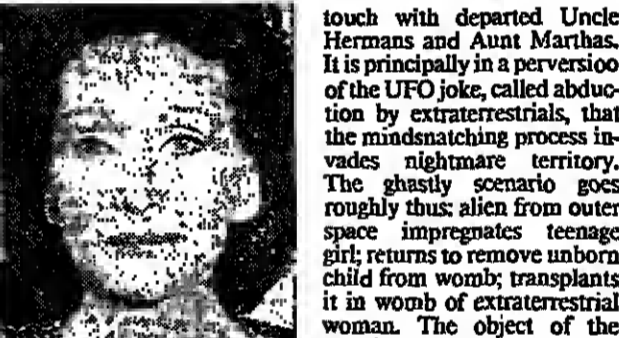 touch with departed Uncle
Hermans and Aunt Marthas.
It is principally in a perversioo
of the UFO joke, called abduc-
tion by extraterrestrials, that
the mindsnatching process in-
vades nightmare territory.
The ghastly scenario goes
roughly thus: alien from outer
space impregnates teenage
girl; returns to remove unborn
child from womb; transplants
it in womb of extraterrestrial
woman. The object of the